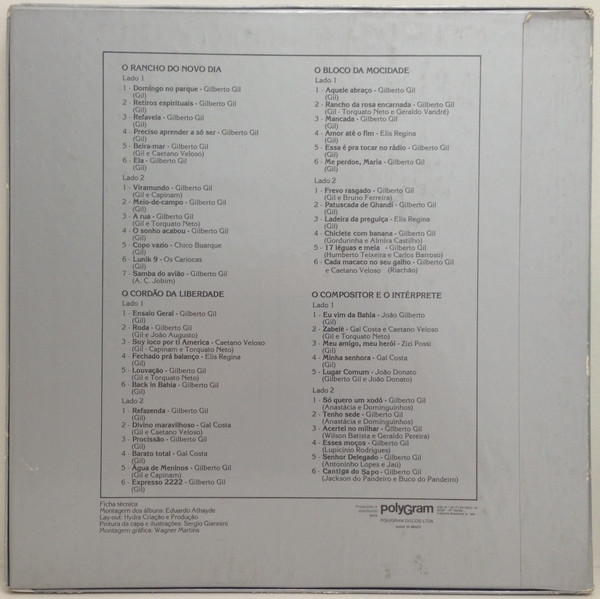 O RANCHO DO NOVO DIA
Lado 1
1 - Domingo no parque - Gilberto Gil
(Gil)
2 - Retiros espirituais - Gilberto Gil
(Gil)
3 - Refavela - Gilberto Gil
(Gil)
4 - Preciso aprender a só ser - Gilberto Gil
(Gil)
5 - Beira-mar - Gilberto Gil
(Gil e Caetano Veloso)
6 - Ela - Gilberto Gil
(Gil)
Lado 2
1 - Viramundo - Gilberto Gil
(Gil e Capinam)
2 - Meio-de-campo - Gilberto Gil
(Gil)
3 - A rua - Gilberto Gil
(Gil e Torquato Neto)
4 - O sonho acabou - Gilberto Gil
(Gil)
5 - Copo vazio - Chico Buarque
(Gil)
6 - Lunik 9 - Os Cariocas
(Gil)
7 - Samba do avião - Gilberto Gil
(A. C. Jobim)
O BLOCO DA MOCIDADE
Lado 1
1 - Aquele abraço - Gilberto Gil
(Gil)
2 - Rancho da rosa encarnada - Gilberto Gil
(Gil - Torquato Neto e Geraldo Vandré)
3 - Mancada - Gilberto Gil
(Gil)
4 - Amor até o fim - Elis Regina
(Gil)
5 - Essa é pra tocar no rádio - Gilberto Gil
(Gil)
6 - Me perdoe, Maria - Gilberto Gil
(Gil)
Lado 2
1 - Frevo rasgado - Gilberto Gil
(Gil e Bruno Ferreira)
2 - Patuscada de Ghandi - Gilberto Gil
(Gil)
3 - Ladeira da preguiça - Elis Regina
(Gil)
4 - Chiclete com banana - Gilberto Gil
(Gordurinha e Almira Castilho)
5 - 17 léguas e meia - Gilberto Gil
(Humberto Teixeira e Carlos Barroso)
6 - Cada macaco no seu galho - Gilberto Gil
e Caetano Veloso (Riachão)
O CORDÃO DA LIBERDADE
Lado 1
1 - Ensaio Geral - Gilberto Gil
(Gil)
2 - Roda - Gilberto Gil
(Gil e João Augusto)
3 - Soy loco por ti America - Caetano Veloso
(Gil - Capinam e Torquato Neto)
4 - Fechado prá balanço - Elis Regina
(Gil)
5 - Louvação - Gilberto Gil
(Gil e Torquato Neto)
6 - Back in Bahia - Gilberto Gil
(Gil)
Lado 2
1 - Refazenda - Gilberto Gil
(Gil)
2 - Divino maravilhoso - Gal Costa
(Gil e Caetano Veloso)
3 - Procissão - Gilberto Gil
(Gil)
4 - Barato total - Gal Costa
(Gil)
5 - Água de Meninos - Gilberto Gil
(Gil e Capinam)
6 - Expresso 2222 - Gilberto Gil
(Gil)
O COMPOSITOR E O INTÉRPRETE
Lado 1
1 - Eu vim da Bahia - João Gilberto
(Gil)
2 - Zabelê - Gal Costa e Caetano Veloso
(Gil e Torquato Neto)
3 - Meu amigo, meu herói - Zizi Possi
(Gil)
4 - Minha senhora - Gal Costa
(Gil)
5 - Lugar Comum - João Donato
(Gilberto Gil e João Donato)
Lado 2
1 - Só quero um xodó - Gilberto Gil
(Anastácia e Dominguinhos)
2 - Tenho sede - Gilberto Gil
(Anastácia e Dominguinhos)
3 - Acertei no milhar - Gilberto Gil
(Wilson Batista e Geraldo Pereira)
4 - Esses moços - Gilberto Gil
(Lupicinio Rodrigues)
5 - Senhor Delegado - Gilberto Gil
(Antoninho Lopes e Jaú)
6 - Cantiga do Sapo - Gilberto Gil
(Jackson do Pandeiro e Buco do Pandeiro)
Ficha técnica
Montagem dos álbuns: Eduardo Athayde
Lay-out: Hydra Criação e Produção
Pintura da capa e ilustrações: Sergio Giannini
Montagem gráfica: Wagner Martins
polyGram
POLYGRAM DISCOS LTDA.